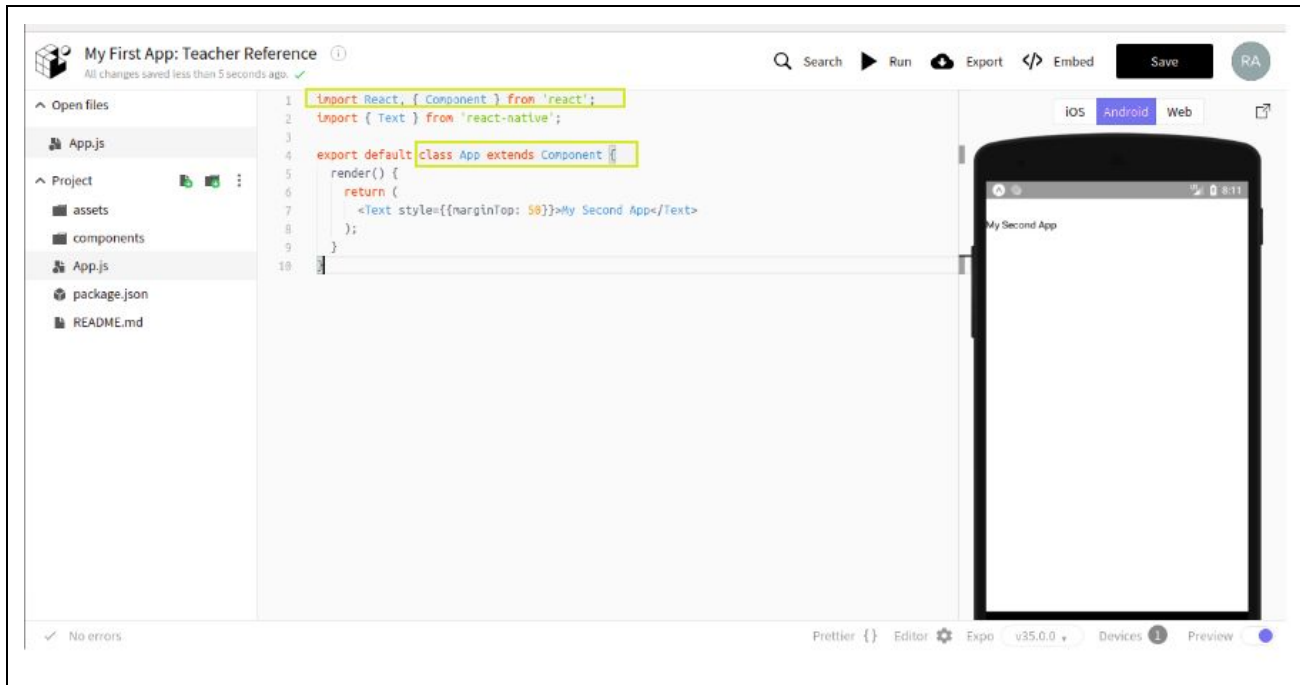 My First App: Teacher Reference
All changes saved less than 5 seconds ago.
Search Run Export </> Embed Save RA
Open files
App.js
Project
assets
components
App.js
package.json
README.md
1 import React, { Component } from 'react';
2 import { Text } from 'react-native';
3
4 export default class App extends Component {
5 render() {
6 return (
7 <Text style={{marginTop: 50}}>My Second App</Text>
8 );
9 }
10 }
iOS Android Web
8:11
My Second App
No errors
Prettier {} Editor Expo v35.0.0 Devices 1 Preview